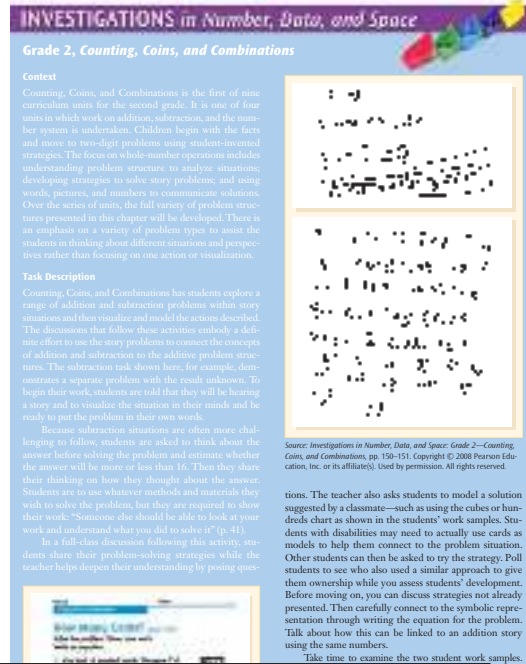 INVESTIGATIONS in Number, Data, and Space
Grade 2, Counting, Coins, and Combinations
Context
Counting, Coins, and Combinations is the first of nine
curriculum units for the second grade. It is one of four
units in which work on addition, subtraction, and the num-
ber system is undertaken. Children begin with the facts
and move to two-digit problems using student-invented
strategies. The focus on whole-number operations includes
understanding problem structure to analyze situations;
developing strategies to solve story problems; and using
words, pictures, and numbers to communicate solutions.
Over the series of units, the full variety of problem struc-
tures presented in this chapter will be developed. There is
an emphasis on a variety of problem types to assist the
students in thinking about different situations and perspec-
tives rather than focusing on one action or visualization.
Task Description
Counting, Coins, and Combinations has students explore a
range of addition and subtraction problems within story
situations and then visualize and model the actions described.
The discussions that follow these activities embody a defi-
nite effort to use the story problems to connect the concepts
of addition and subtraction to the additive problem struc-
tures. The subtraction task shown here, for example, dem-
onstrates a separate problem with the result unknown. To
begin their work, students are told that they will be hearing
a story and to visualize the situation in their minds and be
ready to put the problem in their own words.
Because subtraction situations are often more chal-
lenging to follow, students are asked to think about the
answer before solving the problem and estimate whether
the answer will be more or less than 16. Then they share
their thinking on how they thought about the answer.
Students are to use whatever methods and materials they
wish to solve the problem, but they are required to show
their work: "Someone else should be able to look at your
work and understand what you did to solve it" (p. 41).
In a full-class discussion following this activity, stu-
dents share their problem-solving strategies while the
teacher helps deepen their understanding by posing ques-
How Many Coins?
Source: Investigations in Number, Data, and Space: Grade 2—Counting,
Coins, and Combinations, pp. 150–151. Copyright © 2008 Pearson Edu-
cation, Inc. or its affiliate(s). Used by permission. All rights reserved.
tions. The teacher also asks students to model a solution
suggested by a classmate—such as using the cubes or hun-
dreds chart as shown in the students' work samples. Stu-
dents with disabilities may need to actually use cards as
models to help them connect to the problem situation.
Other students can then be asked to try the strategy. Poll
students to see who also used a similar approach to give
them ownership while you assess students' development.
Before moving on, you can discuss strategies not already
presented. Then carefully connect to the symbolic repre-
sentation through writing the equation for the problem.
Talk about how this can be linked to an addition story
using the same numbers.
Take time to examine the two student work samples.